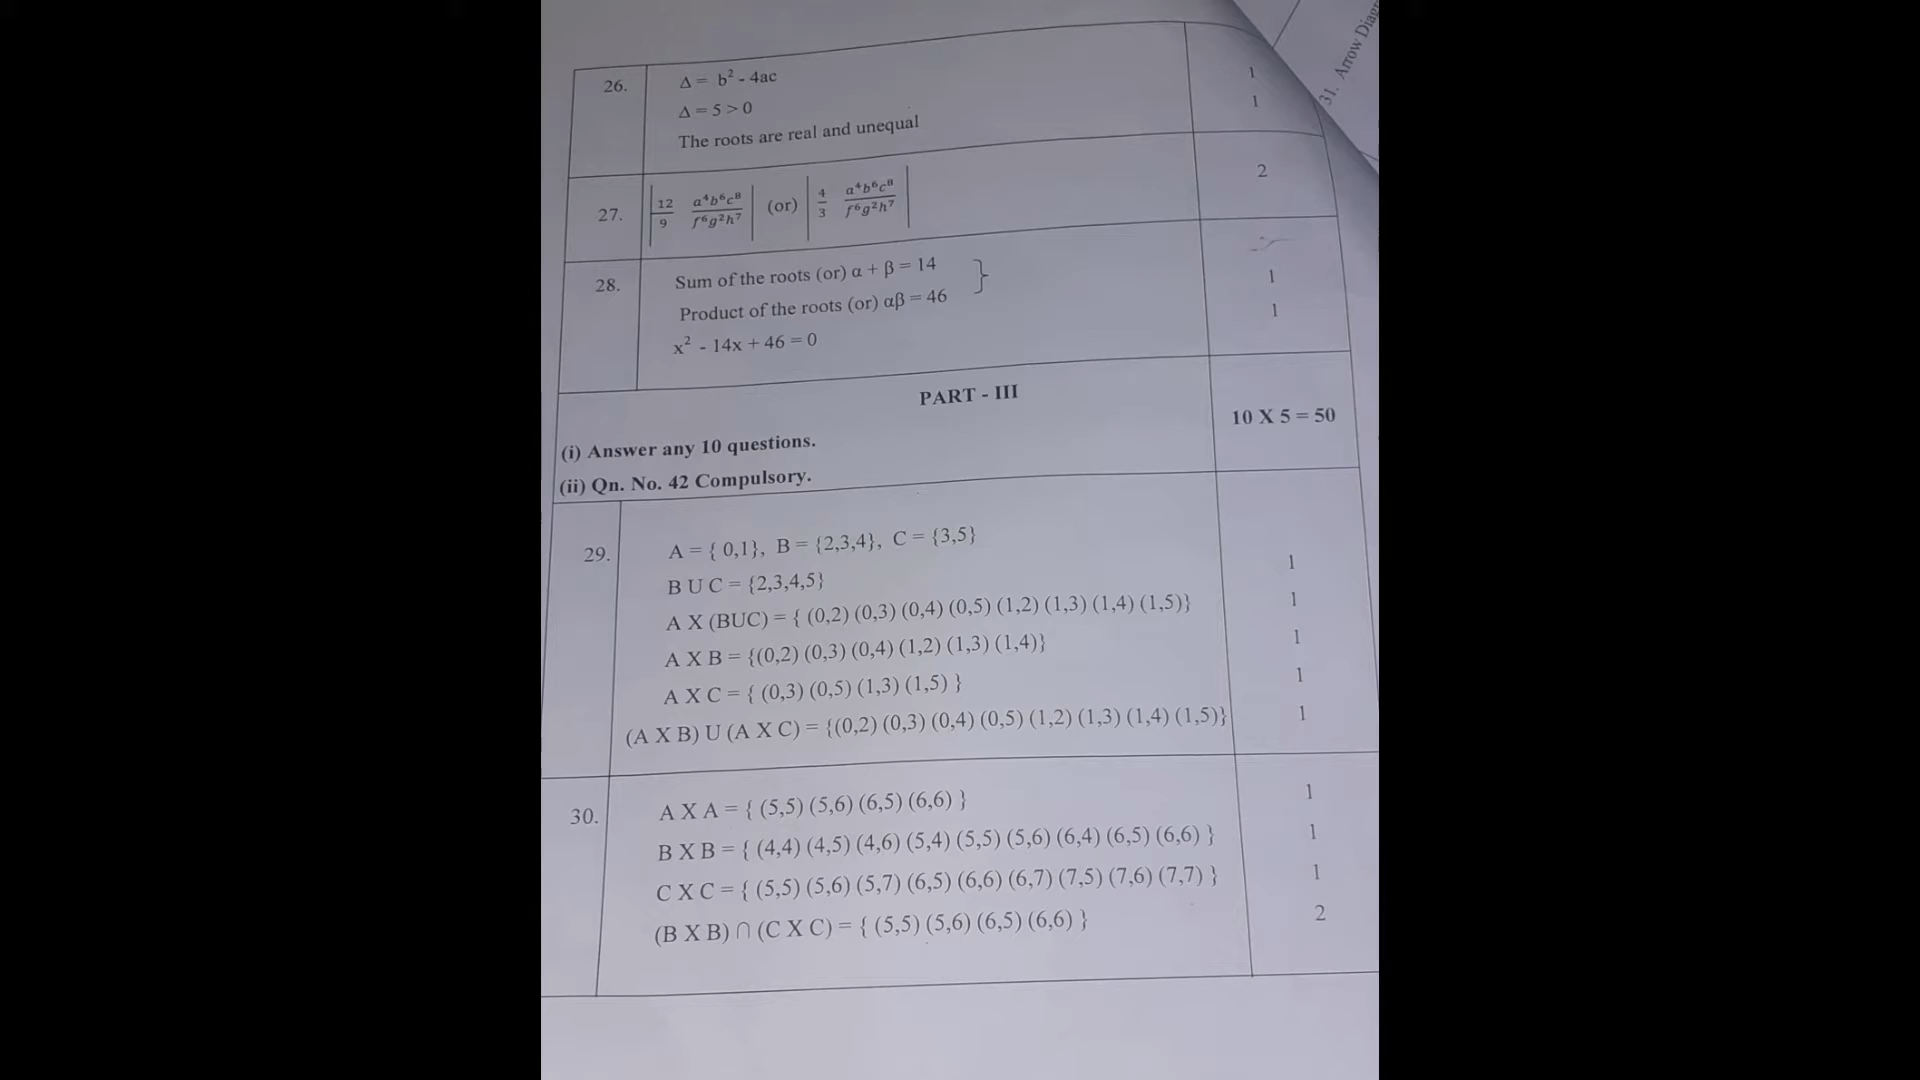 31. Arrow Diagr
26. Δ = b² - 4ac 1
Δ = 5 > 0 1
The roots are real and unequal
27. |12/9 a⁴b⁶c⁸/f⁶g²h⁷| (or) |4/3 a⁴b⁶c⁸/f⁶g²h⁷| 2
28. Sum of the roots (or) α + β = 14 }
Product of the roots (or) αβ = 46 1
x² - 14x + 46 = 0 1
PART - III
(i) Answer any 10 questions. 10 X 5 = 50
(ii) Qn. No. 42 Compulsory.
29. A = { 0,1}, B = {2,3,4}, C = {3,5}
B U C = {2,3,4,5} 1
A X (BUC) = { (0,2) (0,3) (0,4) (0,5) (1,2) (1,3) (1,4) (1,5)} 1
A X B = {(0,2) (0,3) (0,4) (1,2) (1,3) (1,4)} 1
A X C = { (0,3) (0,5) (1,3) (1,5) } 1
(A X B) U (A X C) = {(0,2) (0,3) (0,4) (0,5) (1,2) (1,3) (1,4) (1,5)} 1
30. A X A = { (5,5) (5,6) (6,5) (6,6) } 1
B X B = { (4,4) (4,5) (4,6) (5,4) (5,5) (5,6) (6,4) (6,5) (6,6) } 1
C X C = { (5,5) (5,6) (5,7) (6,5) (6,6) (6,7) (7,5) (7,6) (7,7) } 1
(B X B) ∩ (C X C) = { (5,5) (5,6) (6,5) (6,6) } 2